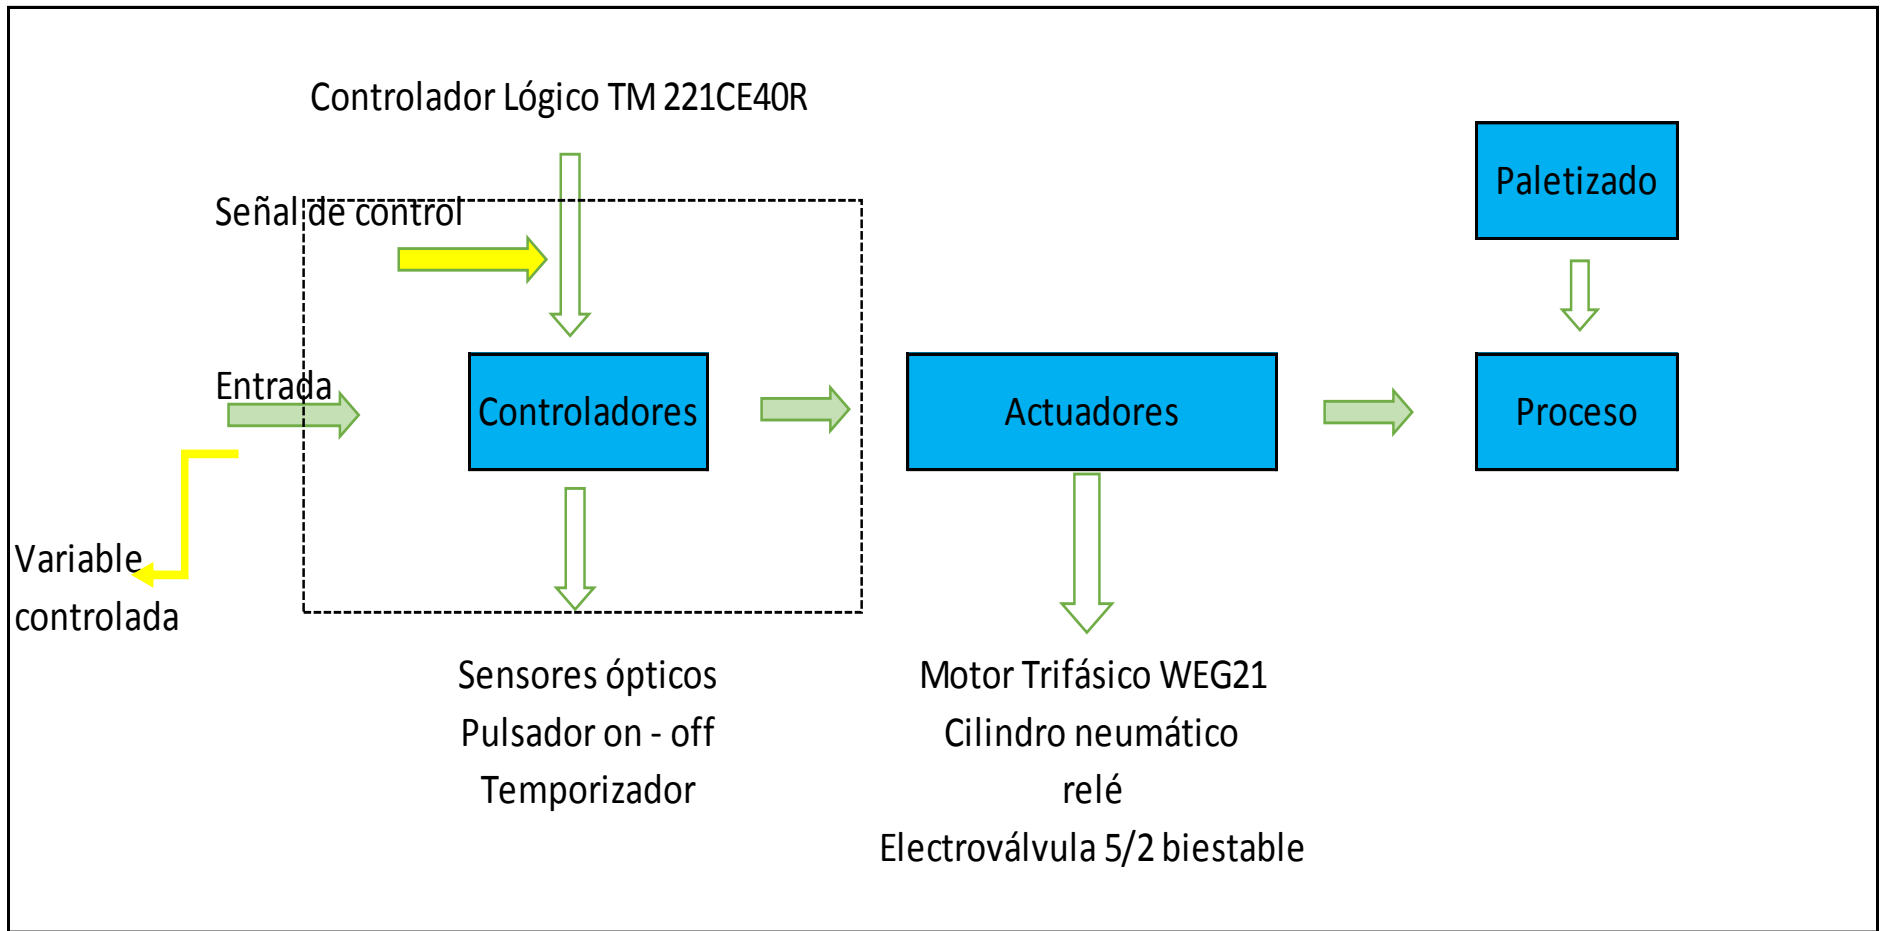 Controlador Lógico TM 221CE40R
Paletizado
Señal de control
Entrada
Controladores
Actuadores
Proceso
Variable
controlada
Sensores ópticos
Pulsador on - off
Temporizador
Motor Trifásico WEG21
Cilindro neumático
relé
Electroválvula 5/2 biestable